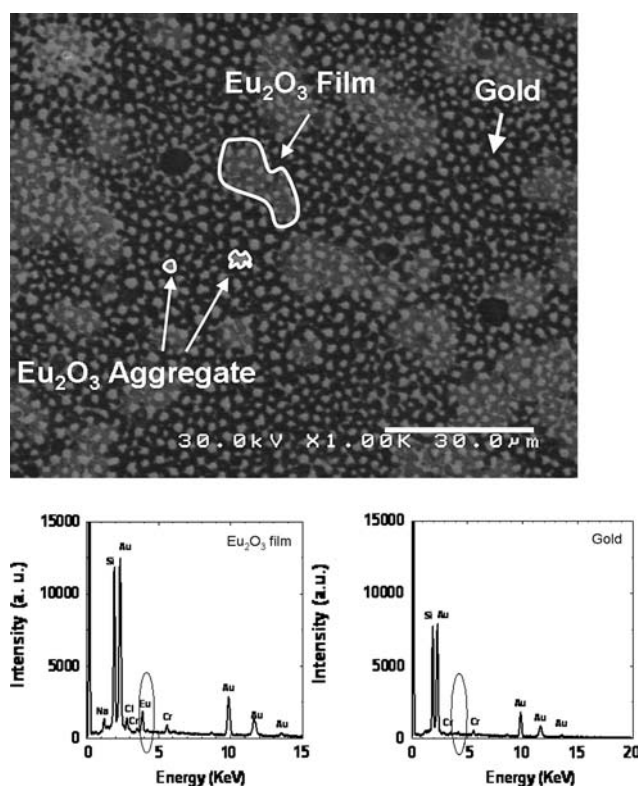 Eu₂O₃ Film
Gold
Eu₂O₃ Aggregate
30.0kV X1.00K 30.0μm
15000
10000
5000
0
Intensity (a. u.)
Eu₂O₃ film
Si
Au
Na
Cl
Cr
Eu
Cr
Au
Au
Au
0 5 10 15
Energy (KeV)
15000
10000
5000
0
Intensity (a.u.)
Gold
Si
Au
Cr
Cr
Au
Au
Au
0 5 10 15 20
Energy (KeV)